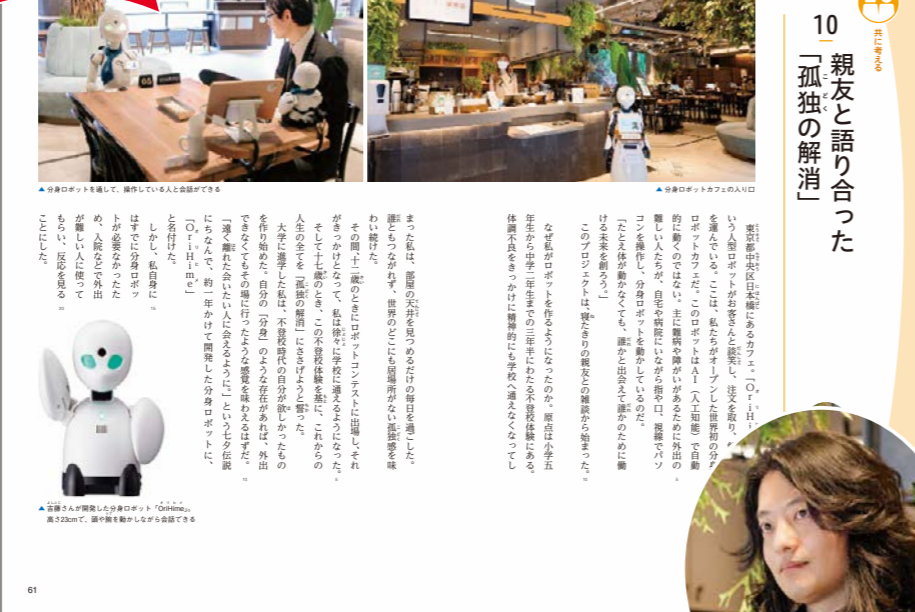 共に考える
10
親友と語り合った
「孤独の解消」
こどく
▲ 分身ロボットカフェの入り口
▲ 分身ロボットを通して、操作している人と会話ができる
東京都中央区日本橋にあるカフェ。「OriHi
いう人型ロボットがお客さんと談笑し、注文を取り、
を運んでいる。ここは、私たちがオープンした世界初の分身
ロボットカフェだ。このロボットはAI（人工知能）で自動
的に動くのではない。主に難病や障がいがあるために外出の
難しい人たちが、自宅や病院にいながら指や口、視線でパソ
コンを操作し、分身ロボットを動かしているのだ。
「たとえ体が動かなくても、誰かと出会えて誰かのために働
ける未来を創ろう。」
このプロジェクトは、寝たきりの親友との雑談から始まった。
なぜ私がロボットを作るようになったのか。原点は小学五
年生から中学二年生までの三年半にわたる不登校体験にある。
体調不良をきっかけに精神的にも学校へ通えなくなってし
まった私は、部屋の天井を見つめるだけの毎日を過ごした。
誰ともつながれず、世界のどこにも居場所がない孤独感を味
わい続けた。
その間、十二歳のときにロボットコンテストに出場し、それ
がきっかけとなって、私は徐々に学校に通えるようになった。
そして十七歳のとき、この不登校体験を基に、これからの
人生の全てを「孤独の解消」にささげようと誓った。
大学に進学した私は、不登校時代の自分が欲しかったもの
を作り始めた。自分の「分身」のような存在があれば、外出
できなくてもその場に行ったような感覚を味わえるはずだ。
「遠く離れた会いたい人に会えるように。」という七夕伝説
にちなんで、約一年かけて開発した分身ロボットに、
「OriHime」
と名付けた。
しかし、私自身に
はすでに分身ロボッ
トが必要なかったた
め、入院などで外出
が難しい人に使って
もらい、反応を見る
ことにした。
▲ 吉藤さんが開発した分身ロボット「OriHime」。
高さ23cmで、頭や腕を動かしながら会話できる
61